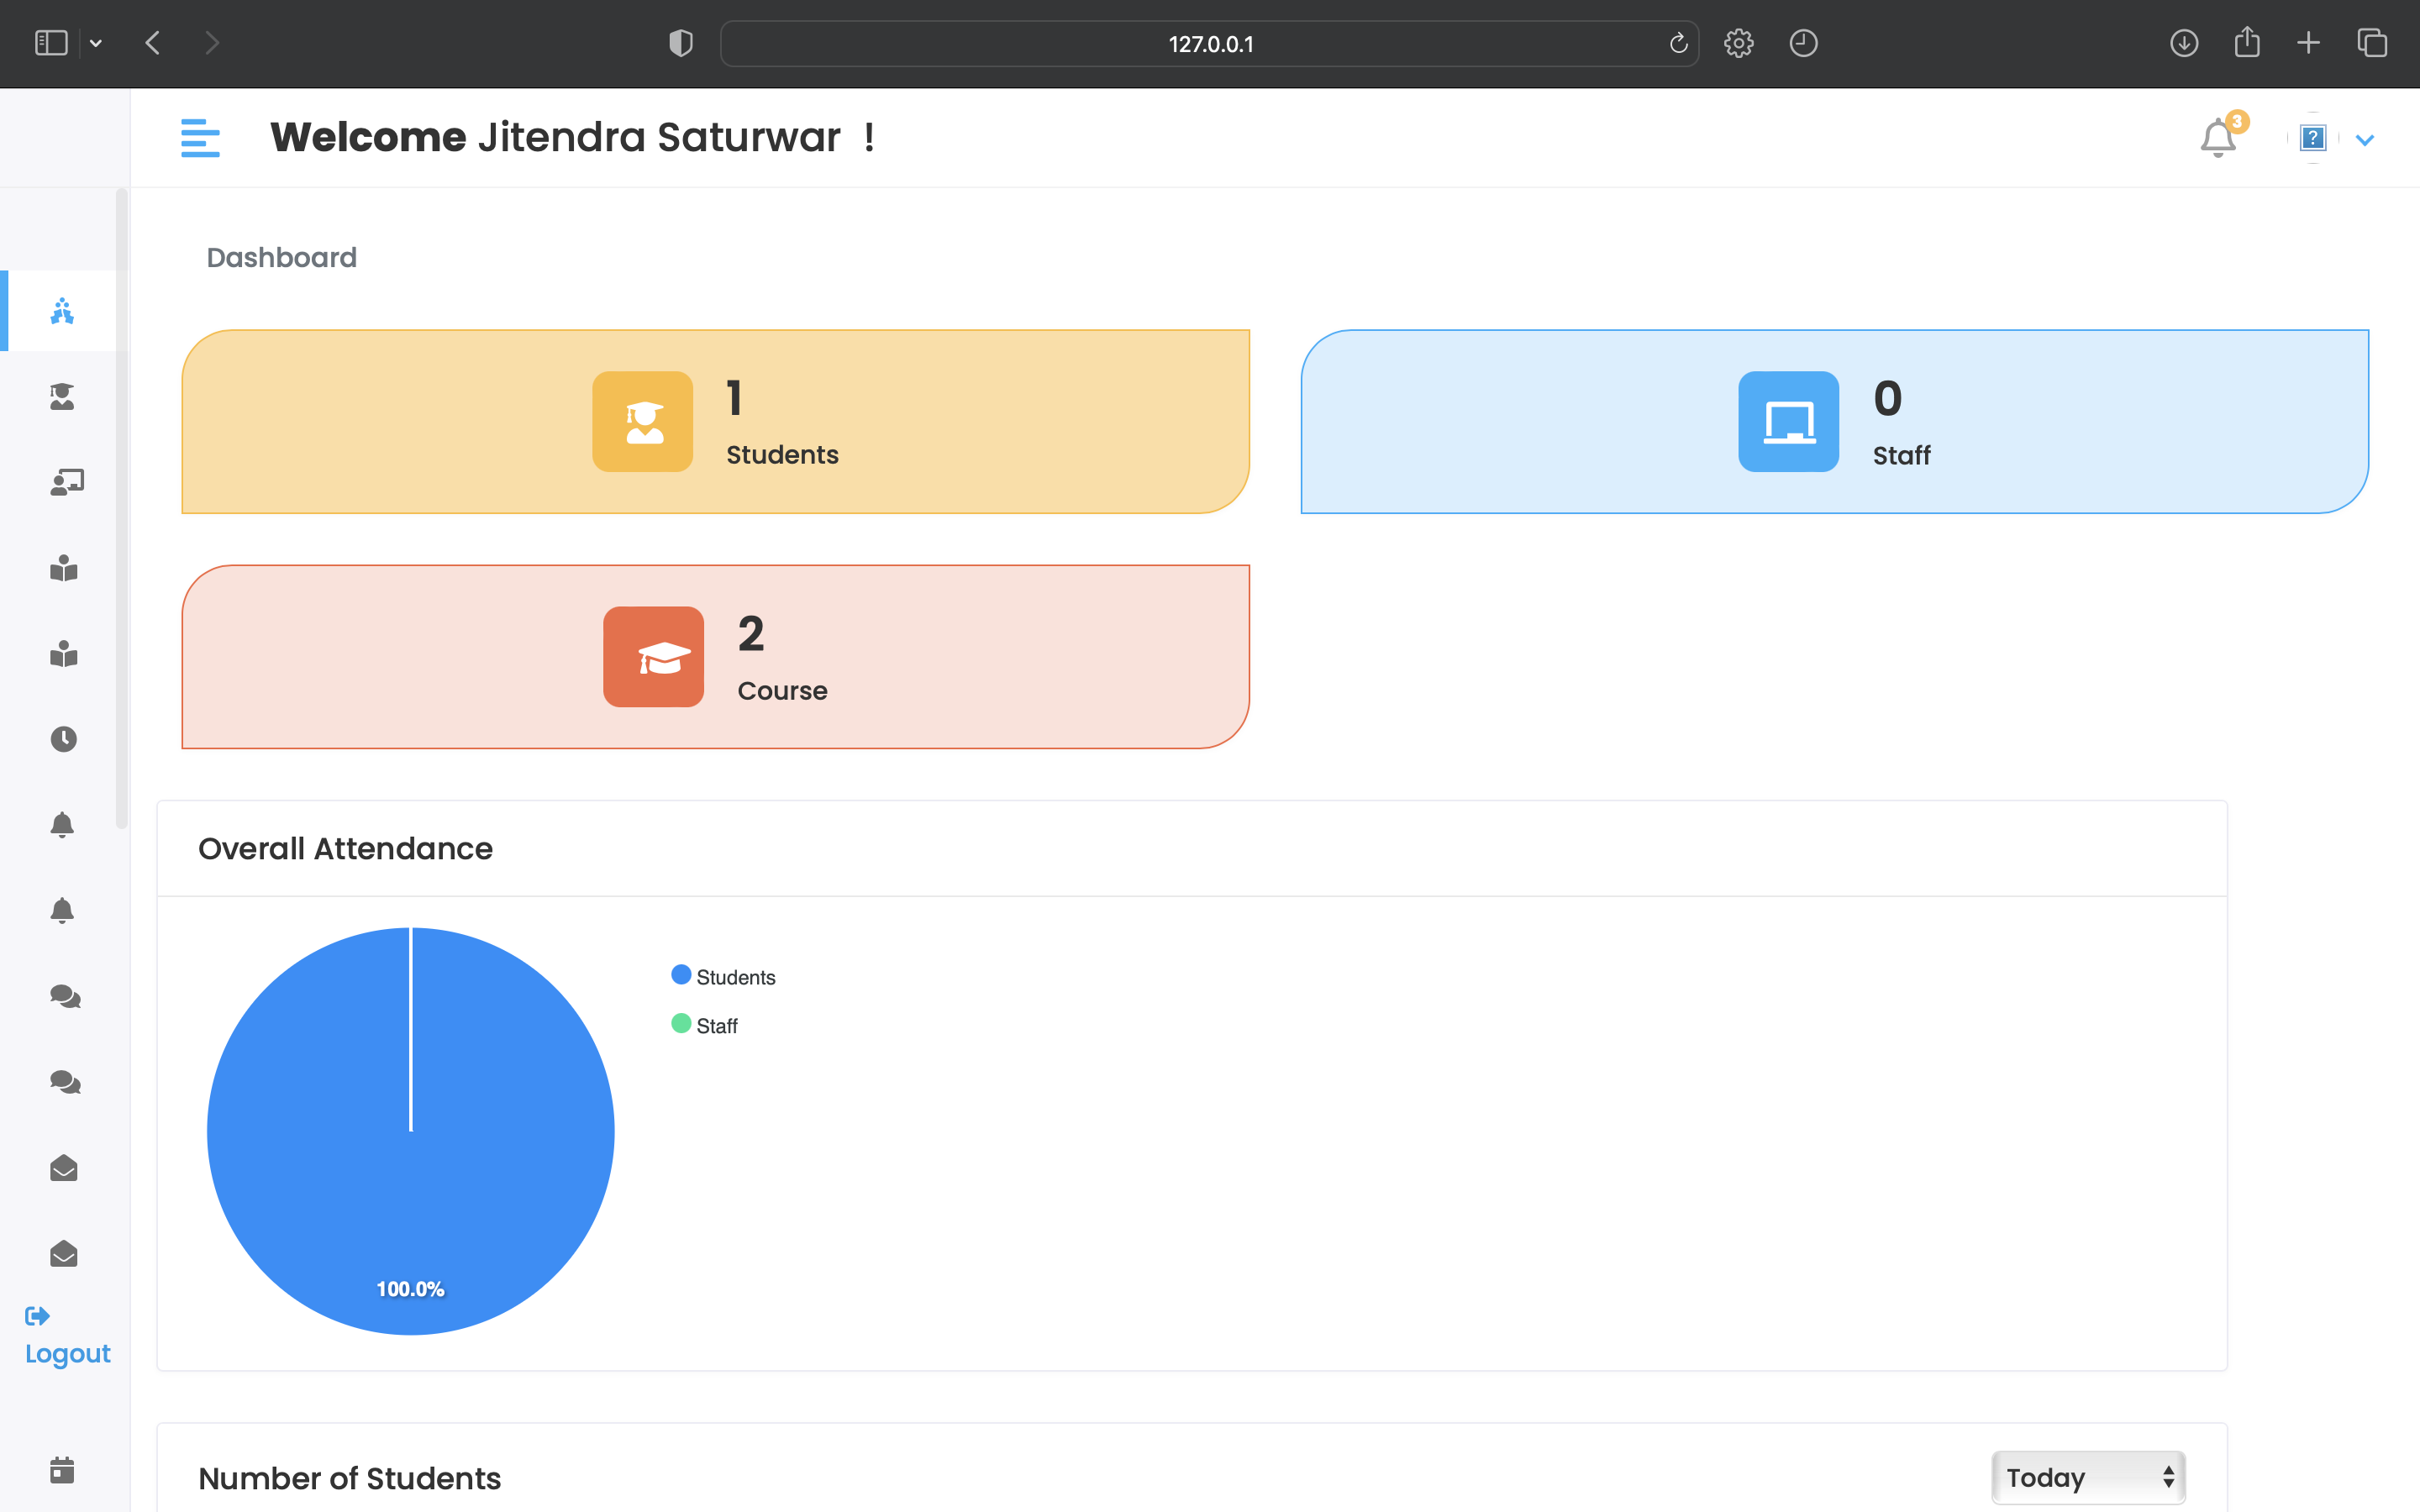 127.0.0.1
Welcome Jitendra Saturwar !
3
?
Dashboard
1
Students
0
Staff
2
Course
Overall Attendance
Students
Staff
100.0%
Logout
Number of Students
Today